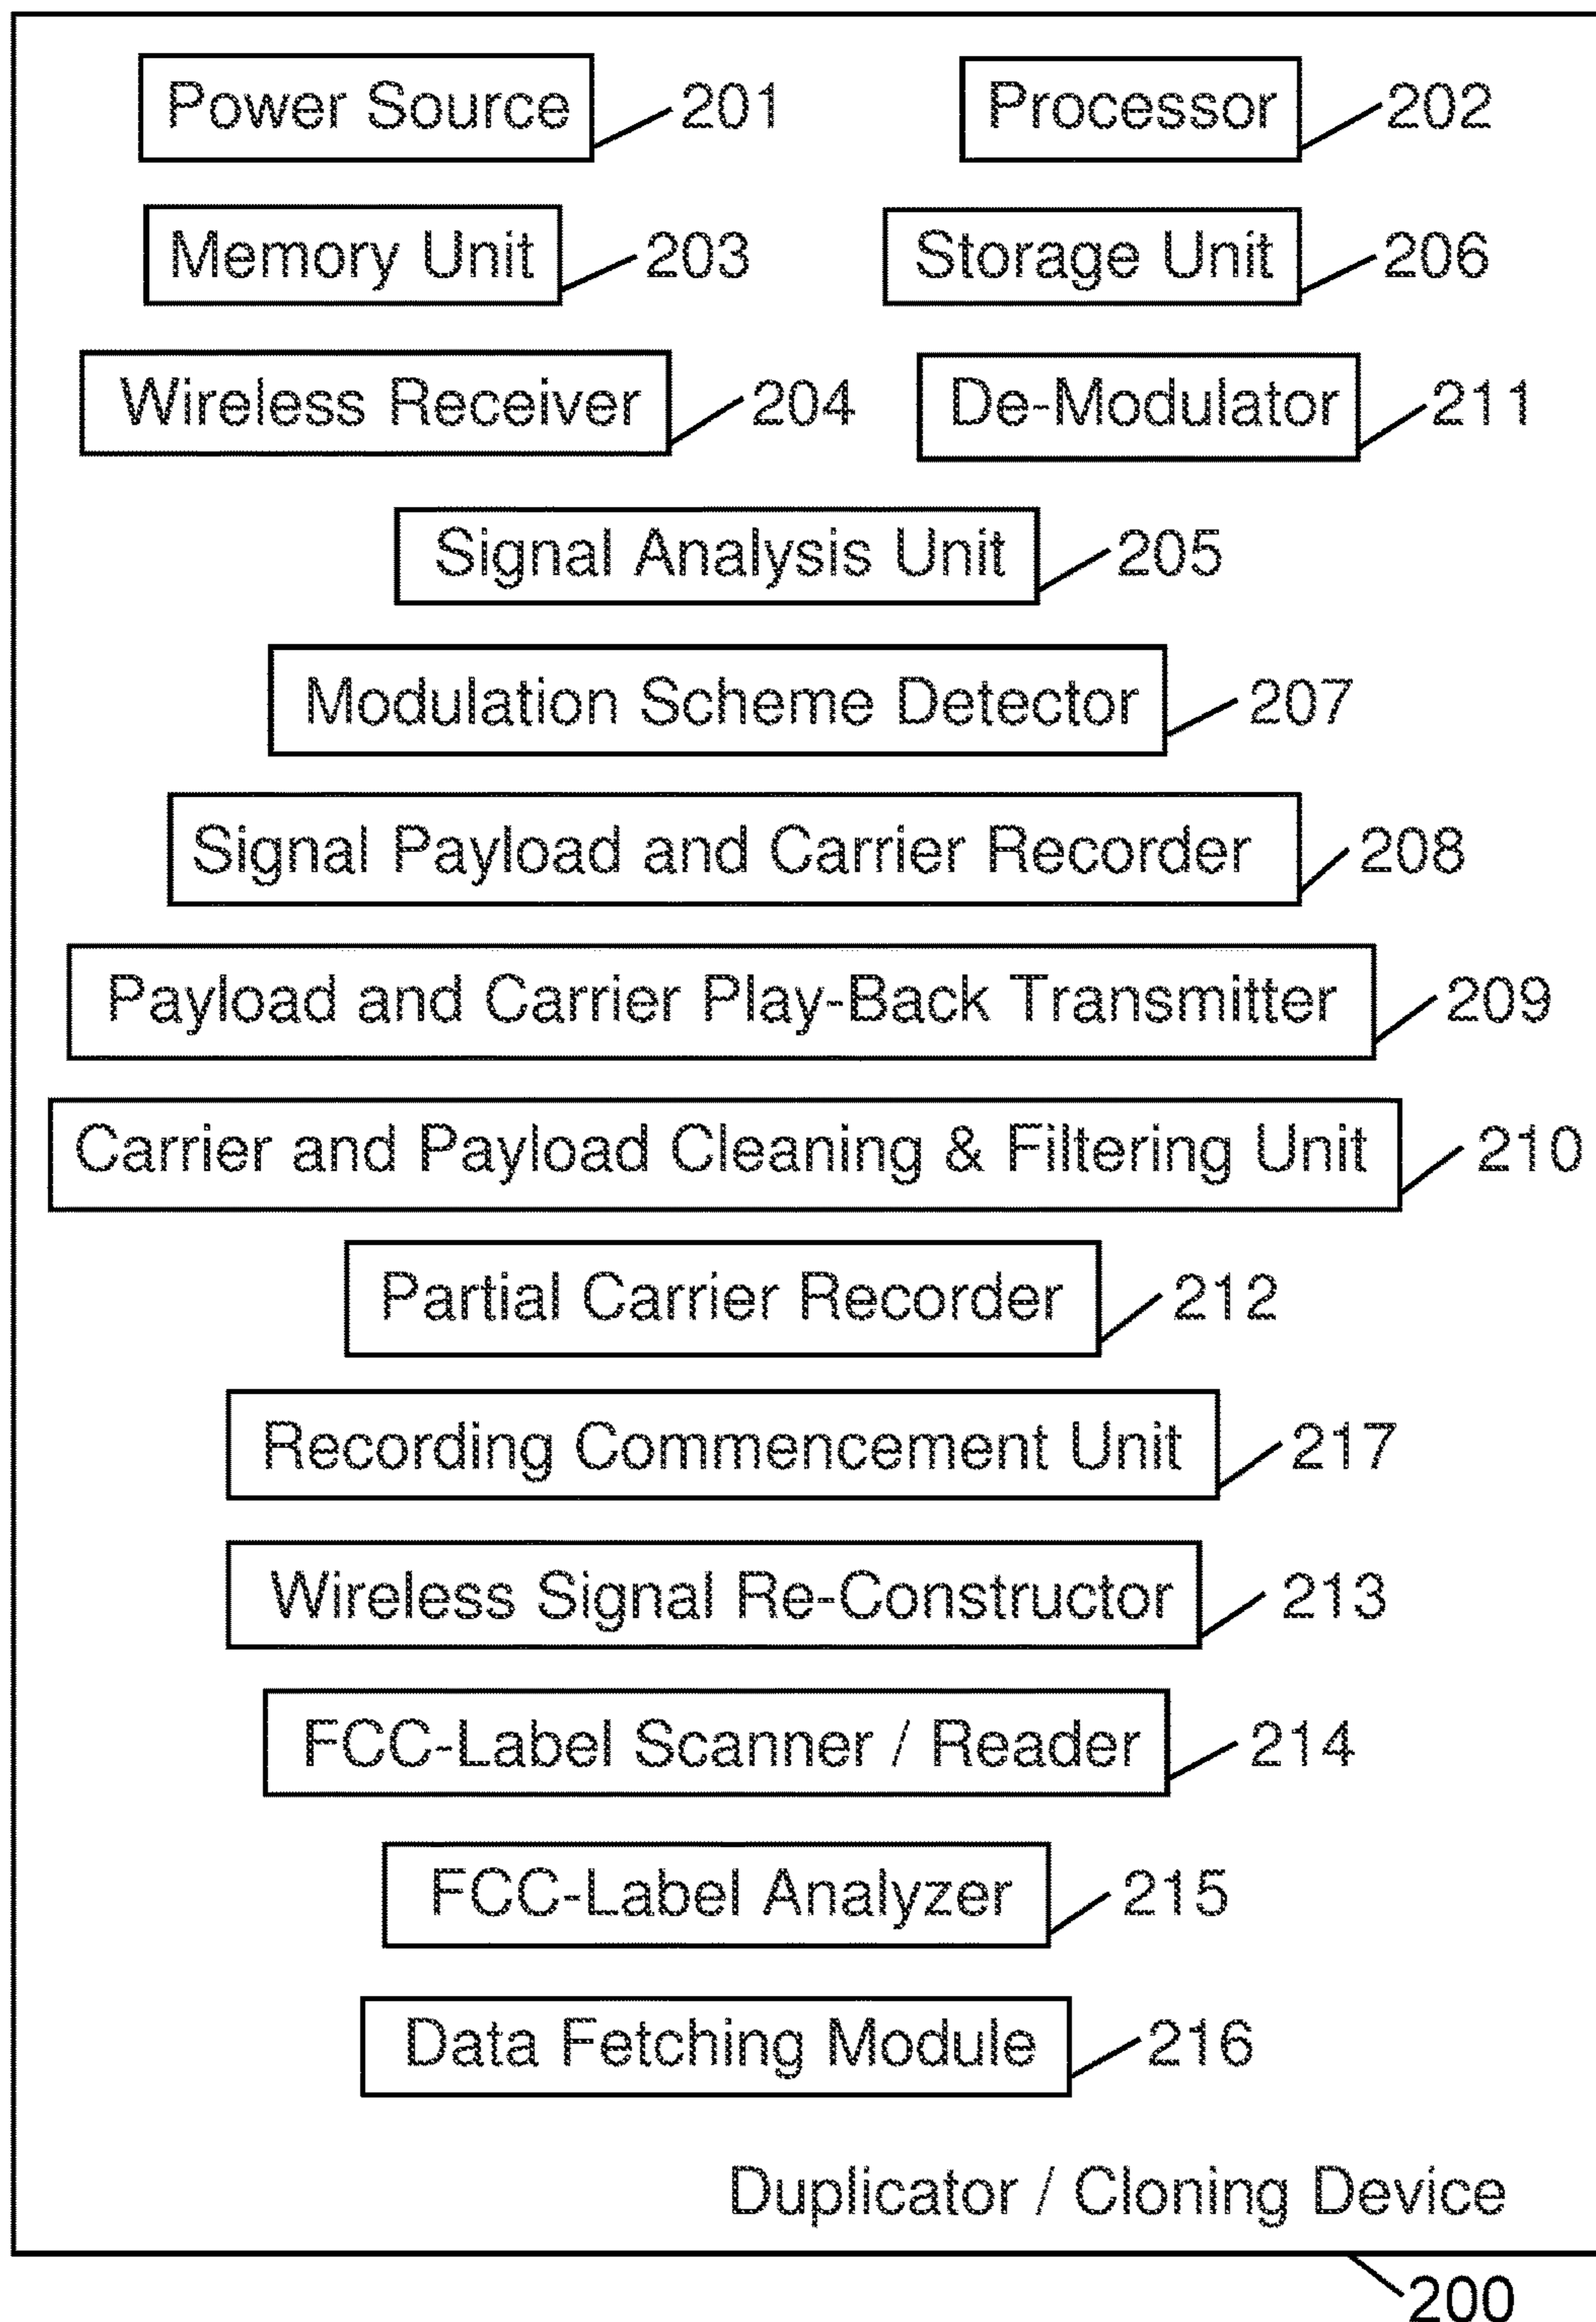 Power Source 201 Processor 202
Memory Unit 203 Storage Unit 206
Wireless Receiver 204 De-Modulator 211
Signal Analysis Unit 205
Modulation Scheme Detector 207
Signal Payload and Carrier Recorder 208
Payload and Carrier Play-Back Transmitter 209
Carrier and Payload Cleaning & Filtering Unit 210
Partial Carrier Recorder 212
Recording Commencement Unit 217
Wireless Signal Re-Constructor 213
FCC-Label Scanner / Reader 214
FCC-Label Analyzer 215
Data Fetching Module 216
Duplicator / Cloning Device
200